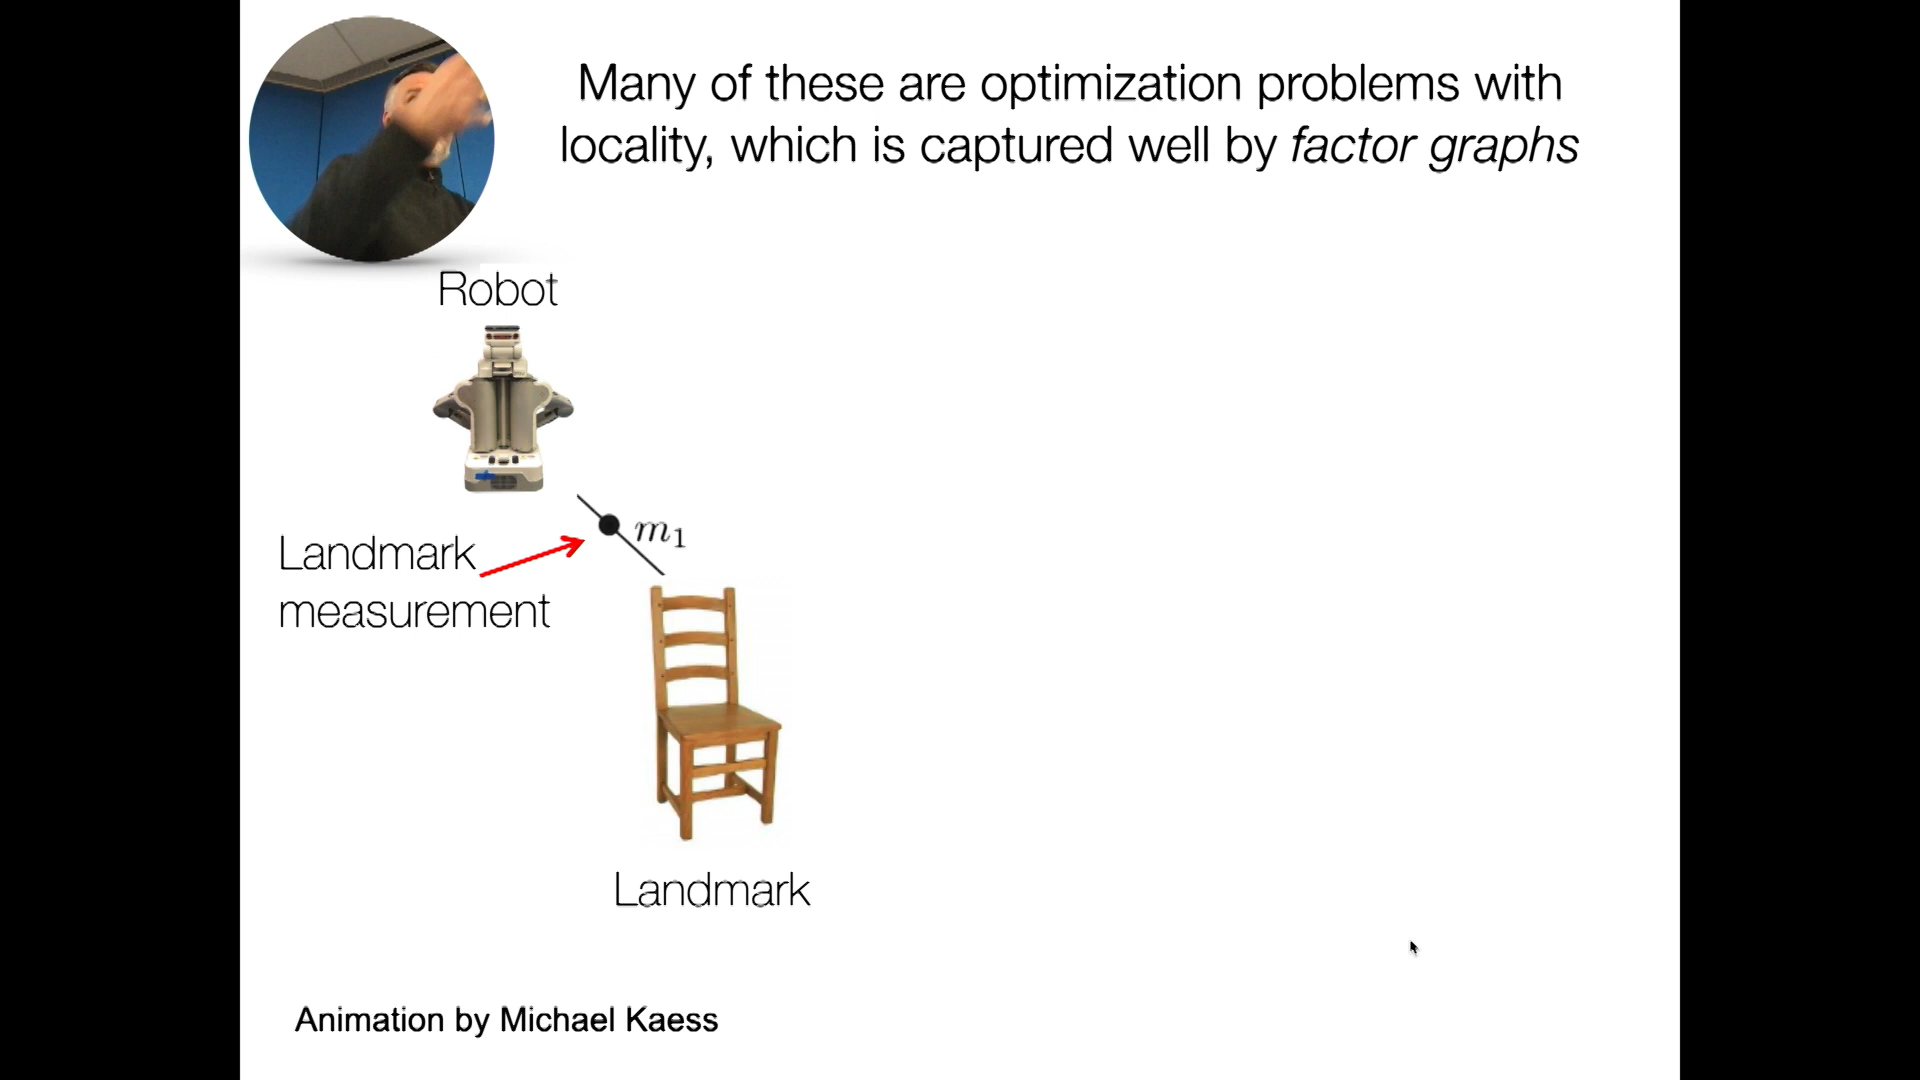 Many of these are optimization problems with
locality, which is captured well by factor graphs
Robot
m₁
Landmark
measurement
Landmark
Animation by Michael Kaess